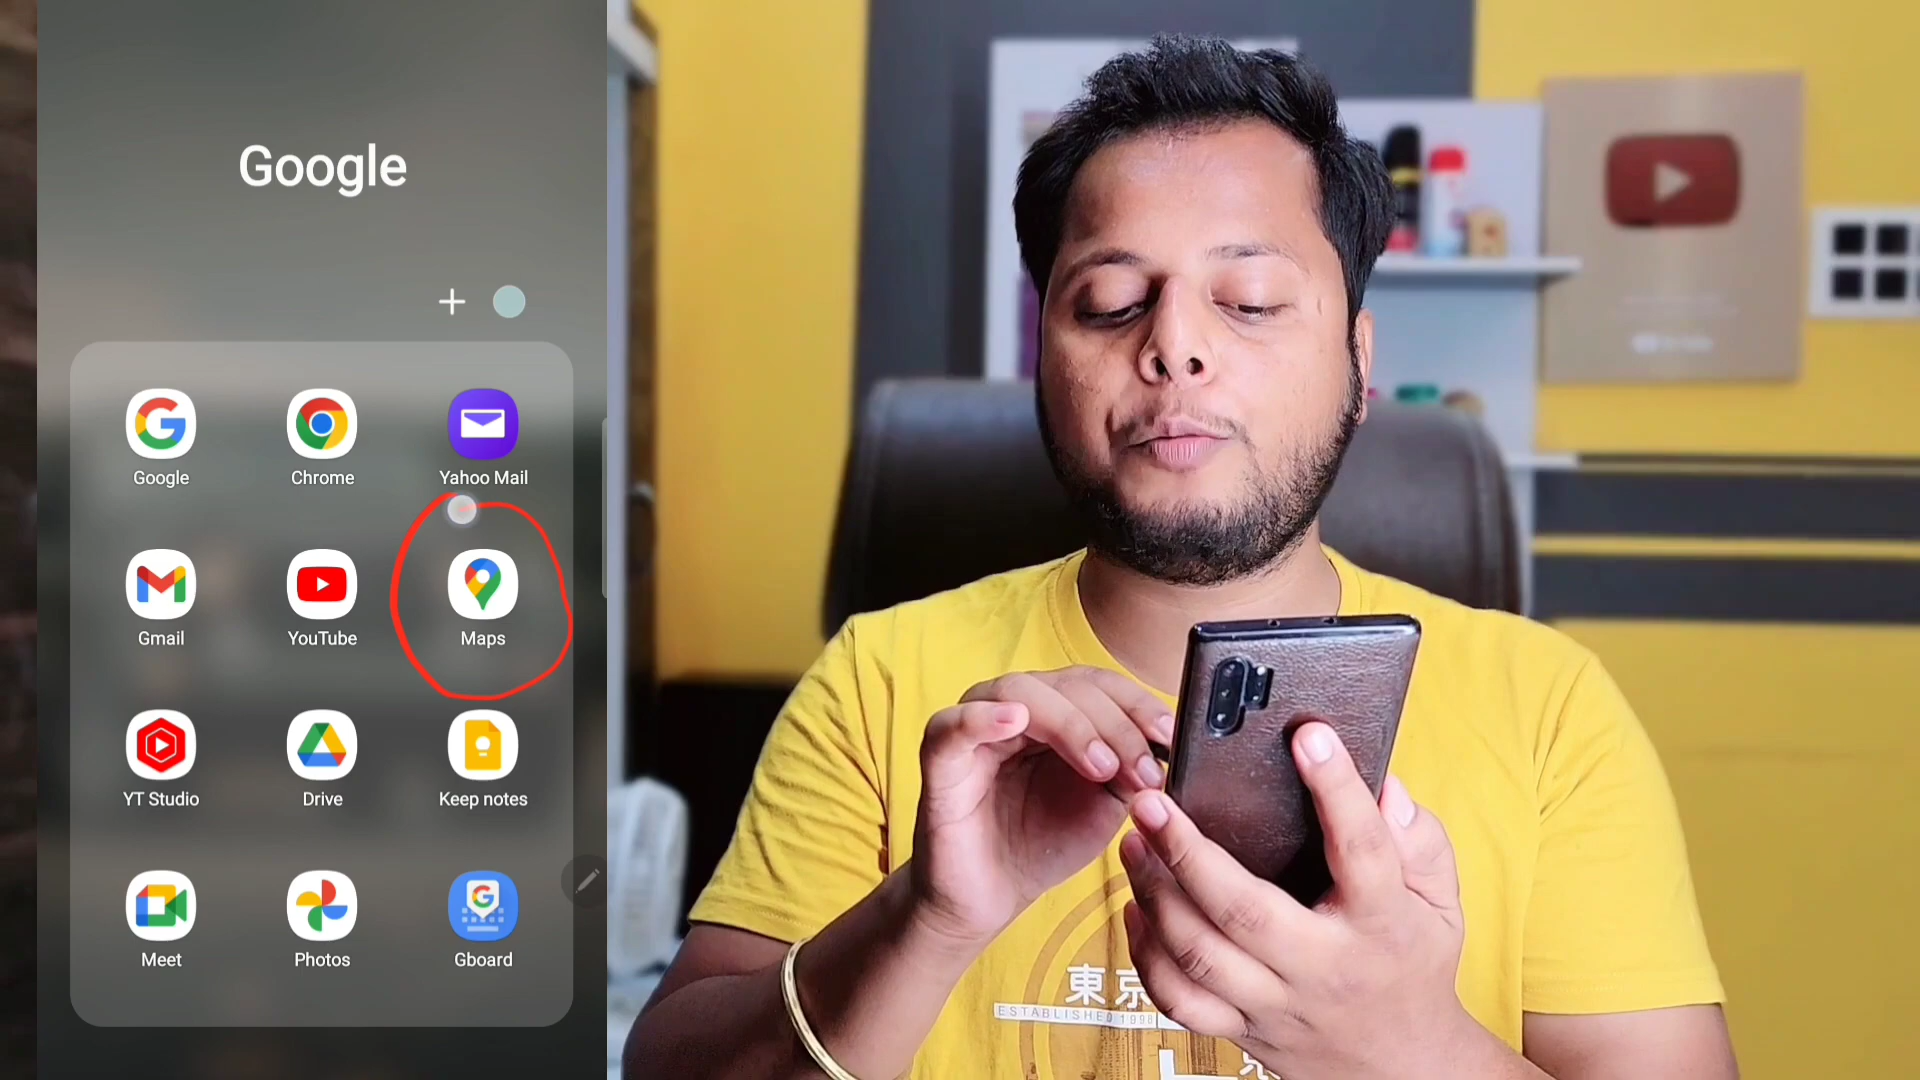 Google
Google
Chrome
Yahoo Mail
Gmail
YouTube
Maps
YT Studio
Drive
Keep notes
Meet
Photos
Gboard
東京
ESTABLISHED 1998